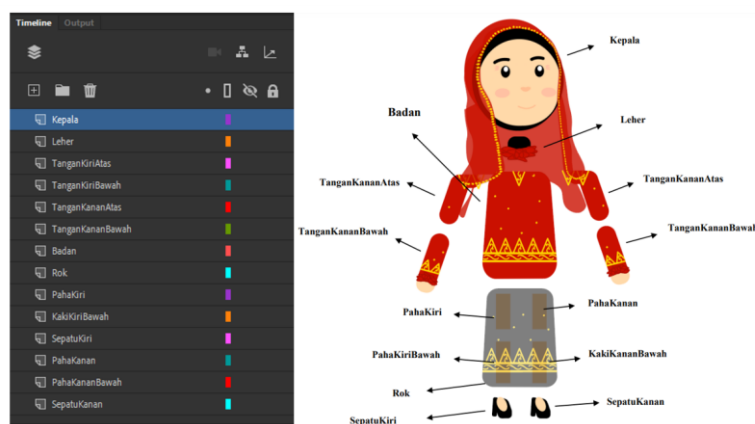 Timeline Output
Kepala
Leher
TanganKiriAtas
TanganKiriBawah
TanganKananAtas
TanganKananBawah
Badan
Rok
PahaKiri
KakiKiriBawah
SepatuKiri
PahaKanan
PahaKananBawah
SepatuKanan
Kepala
Badan
Leher
TanganKananAtas
TanganKananAtas
TanganKananBawah
TanganKananBawah
PahaKiri
PahaKanan
PahaKiriBawah
KakiKananBawah
Rok
SepatuKiri
SepatuKanan